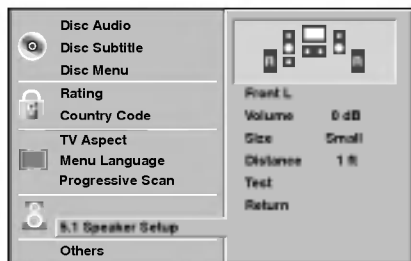 Disc Audio
Disc Subtitle
Disc Menu
Rating
Country Code
TV Aspect
Menu Language
Progressive Scan
5.1 Speaker Setup
Others
Front L
Volume 0 dB
Size Small
Distance 1 ft
Test
Return